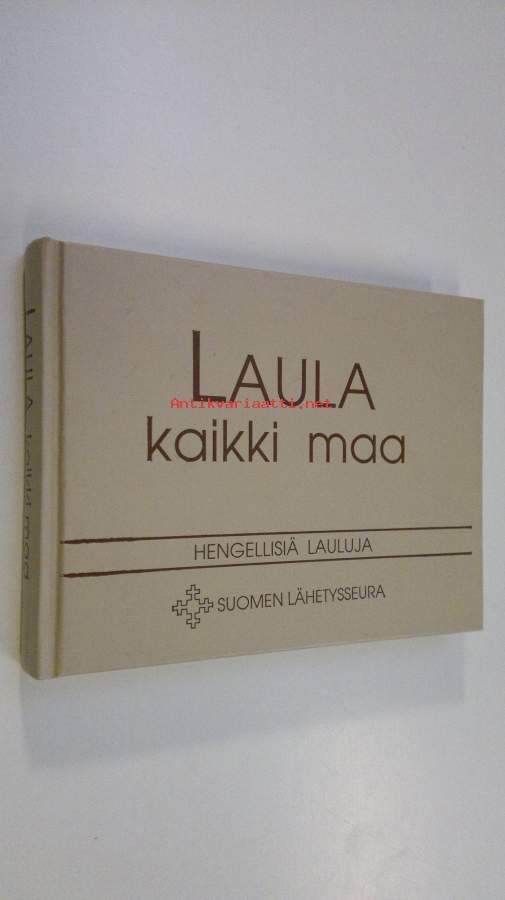 LAULA
Antikvariaatti.net
kaikki maa
HENGELLISIÄ LAULUJA
SUOMEN LÄHETYSSEURA
LAULA kaikki maa